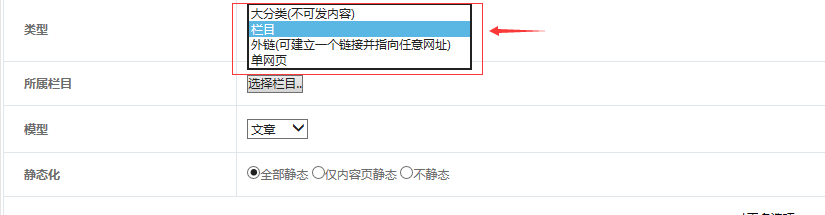 类型
大分类(不可发内容)
栏目
外链(可建立一个链接并指向任意网址)
单网页
所属栏目
选择栏目..
模型
文章
静态化
全部静态 仅内容页静态 不静态